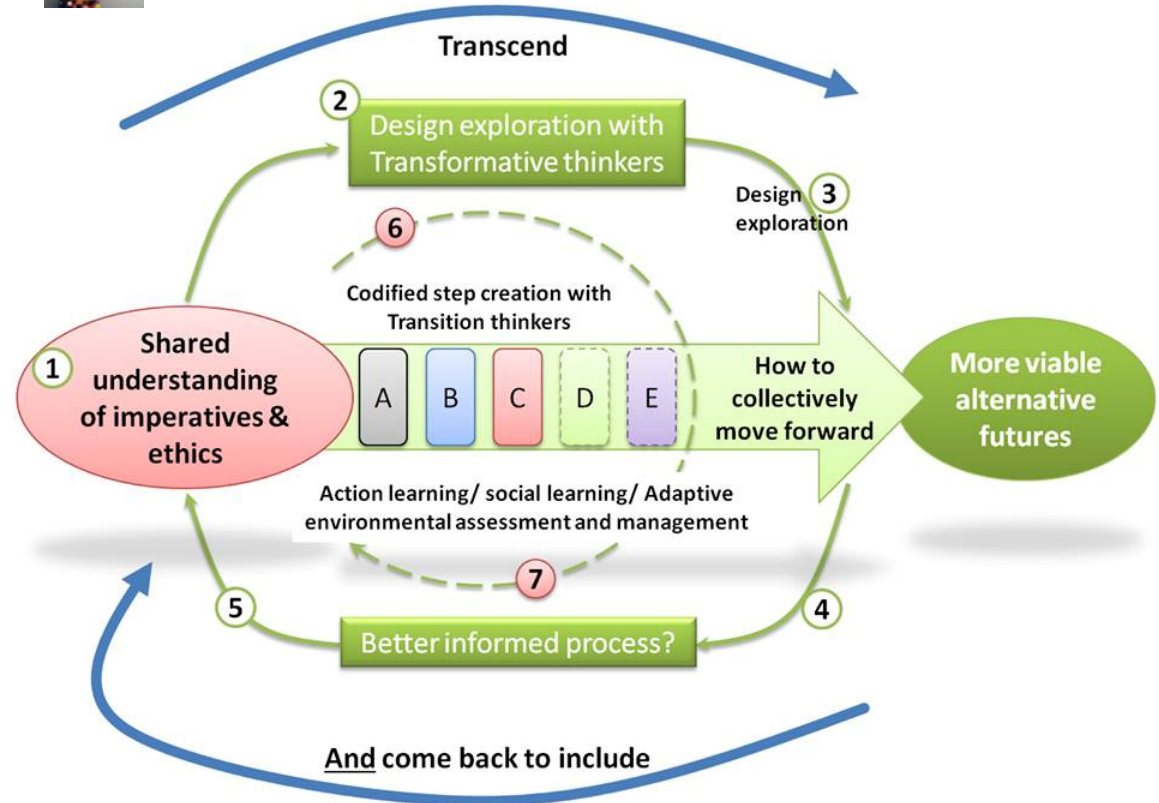 Transcend
2
Design exploration with
Transformative thinkers
Design
3
exploration
6
Codified step creation with
Transition thinkers
1
Shared
understanding
of imperatives &
ethics
A
B
C
D
E
How to
collectively
move forward
More viable
alternative
futures
Action learning/ social learning/ Adaptive
environmental assessment and management
7
5
4
Better informed process?
And come back to include